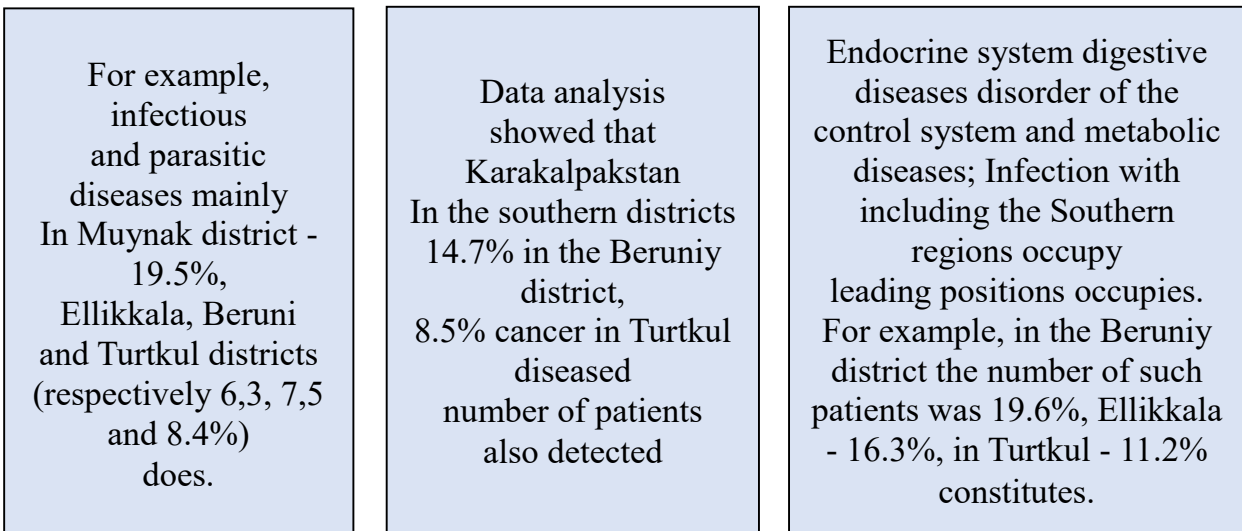 For example,
infectious
and parasitic
diseases mainly
In Muynak district -
19.5%,
Ellikkala, Beruni
and Turtkul districts
(respectively 6,3, 7,5
and 8.4%)
does.
Data analysis
showed that
Karakalpakstan
In the southern districts
14.7% in the Beruniy
district,
8.5% cancer in Turtkul
diseased
number of patients
also detected
Endocrine system digestive
diseases disorder of the
control system and metabolic
diseases; Infection with
including the Southern
regions occupy
leading positions occupies.
For example, in the Beruniy
district the number of such
patients was 19.6%, Ellikkala
- 16.3%, in Turtkul - 11.2%
constitutes.